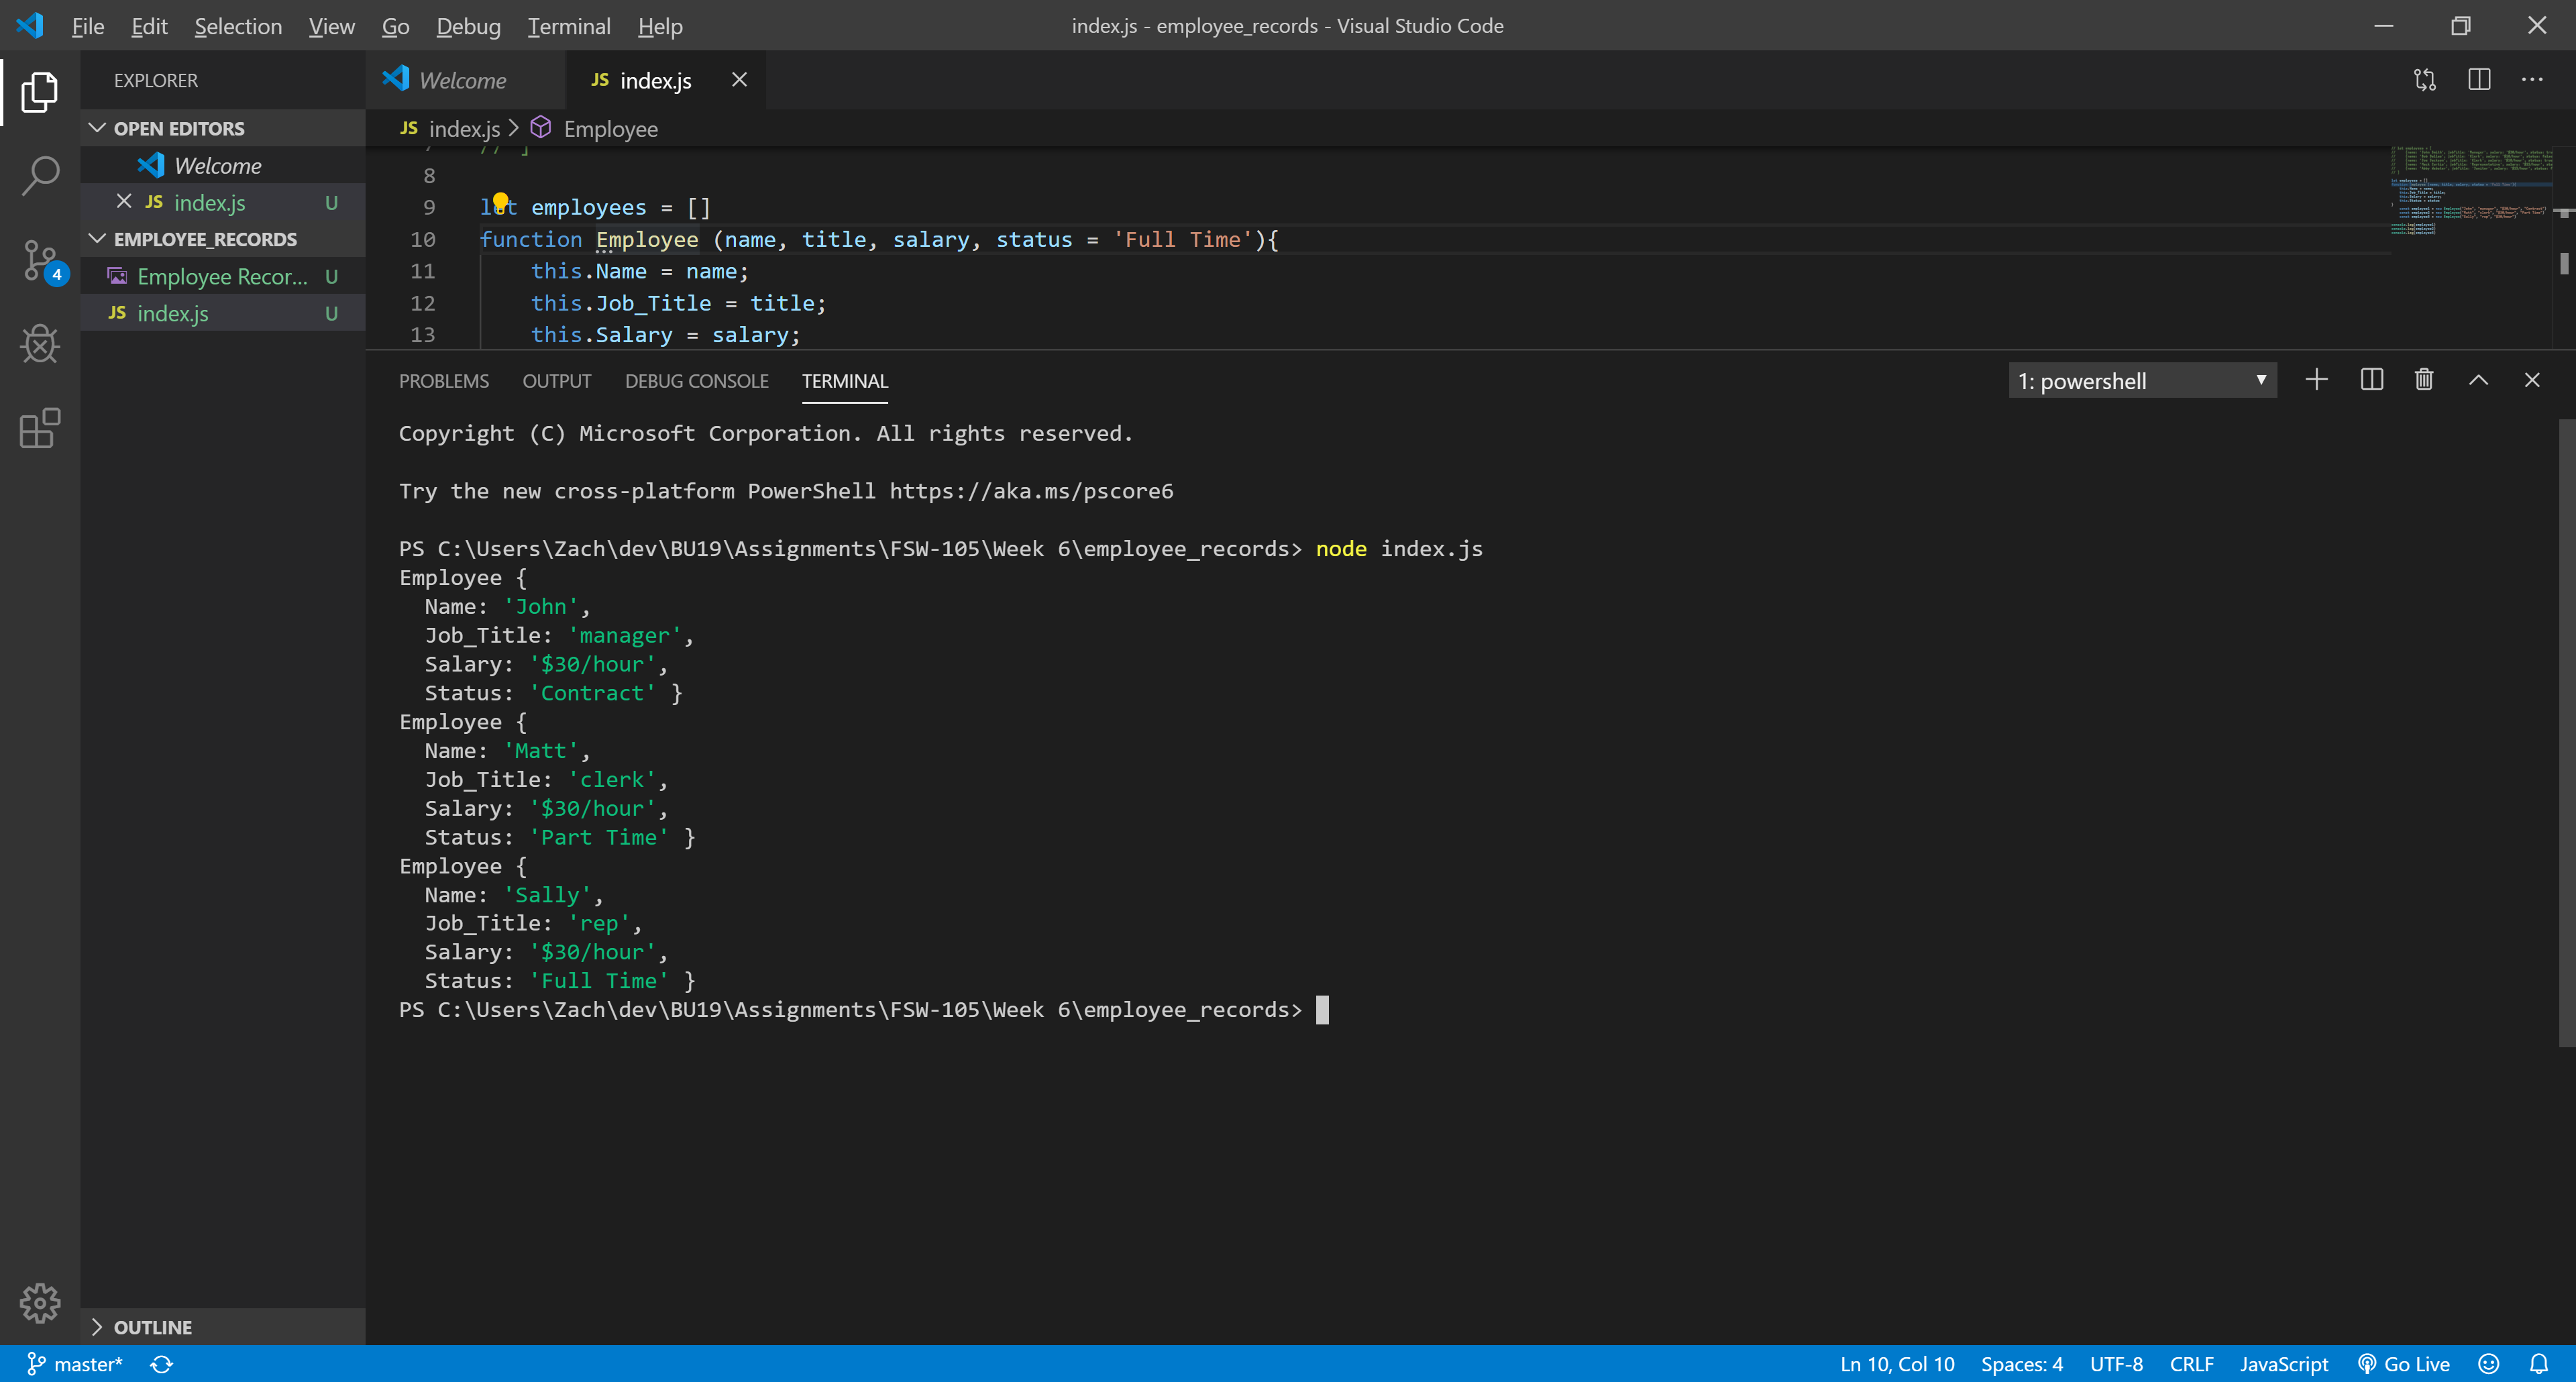 File Edit Selection View Go Debug Terminal Help
index.js - employee_records - Visual Studio Code
EXPLORER
OPEN EDITORS
Welcome
JS index.js U
EMPLOYEE_RECORDS
Employee Recor... U
JS index.js U
OUTLINE
4
Welcome
JS index.js
JS index.js > Employee
7 // ]
8
9 let employees = []
10 function Employee (name, title, salary, status = 'Full Time'){
11 this.Name = name;
12 this.Job_Title = title;
13 this.Salary = salary;
PROBLEMS OUTPUT DEBUG CONSOLE TERMINAL
1: powershell
Copyright (C) Microsoft Corporation. All rights reserved.
Try the new cross-platform PowerShell https://aka.ms/pscore6
PS C:\Users\Zach\dev\BU19\Assignments\FSW-105\Week 6\employee_records> node index.js
Employee {
Name: 'John',
Job_Title: 'manager',
Salary: '$30/hour',
Status: 'Contract' }
Employee {
Name: 'Matt',
Job_Title: 'clerk',
Salary: '$30/hour',
Status: 'Part Time' }
Employee {
Name: 'Sally',
Job_Title: 'rep',
Salary: '$30/hour',
Status: 'Full Time' }
PS C:\Users\Zach\dev\BU19\Assignments\FSW-105\Week 6\employee_records>
master*
Ln 10, Col 10 Spaces: 4 UTF-8 CRLF JavaScript Go Live